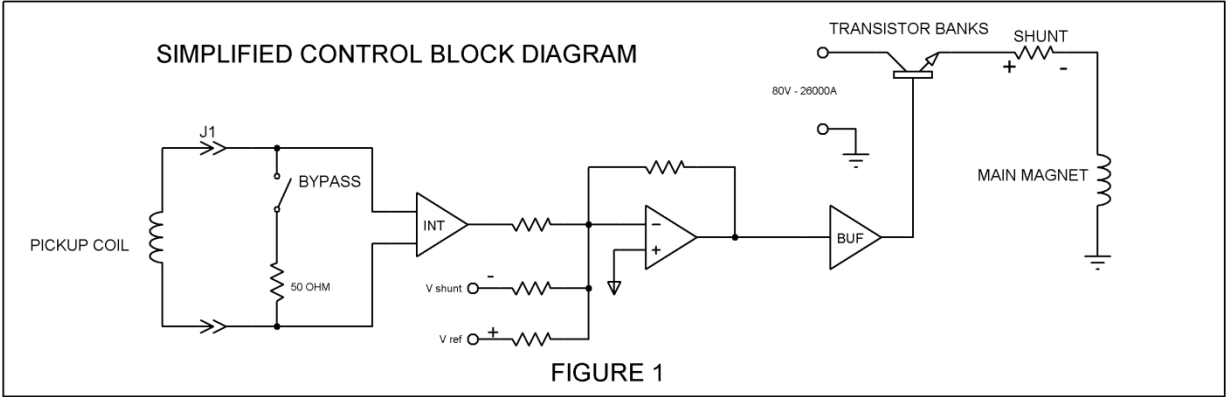 SIMPLIFIED CONTROL BLOCK DIAGRAM
TRANSISTOR BANKS
SHUNT
+ -
80V - 26000A
J1
BYPASS
MAIN MAGNET
INT
-
+
BUF
PICKUP COIL
50 OHM
V shunt -
V ref +
FIGURE 1